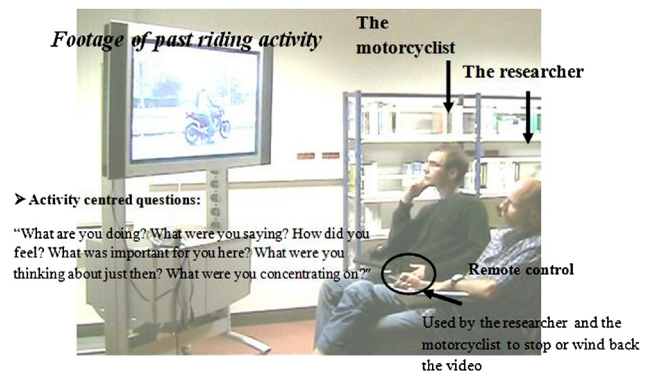 Footage of past riding activity
The
motorcyclist
The researcher
➤ Activity centred questions:
“What are you doing? What were you saying? How did you
feel? What was important for you here? What were you
thinking about just then? What were you concentrating on?”
Remote control
Used by the researcher and the
motorcyclist to stop or wind back
the video